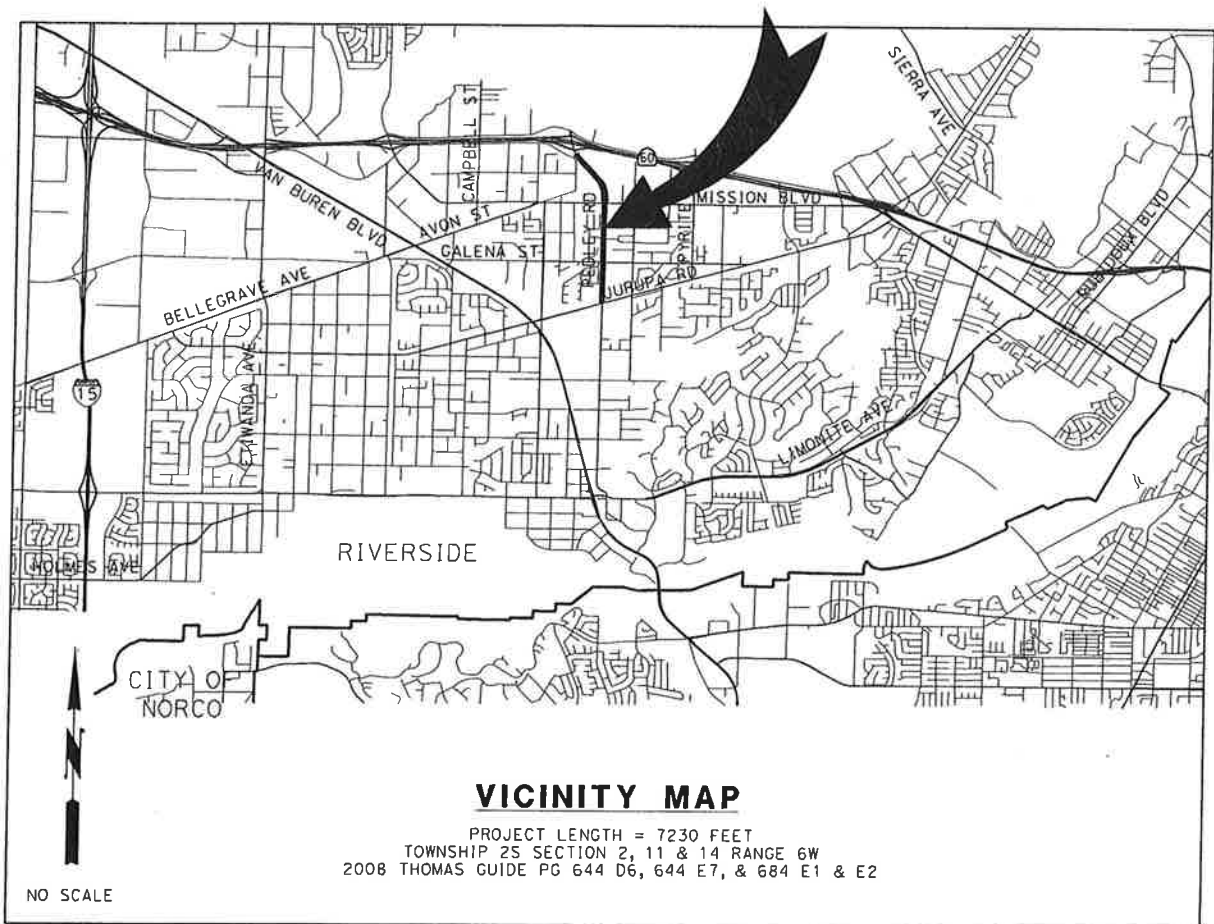 SIERRA AVE
CAMPBELL ST
60
VAN BUREN BLVD
AVON ST
PEDLEY RD
PYRITE
MISSION BLVD
GALENA ST
JURUPA RD
RUBIDOUX BLVD
BELLEGRAVE AVE
15
ETIWANDA AVE
LIMONITE AVE
RIVERSIDE
HOLMES AVE
CITY OF
NORCO
N
VICINITY MAP
PROJECT LENGTH = 7230 FEET
TOWNSHIP 2S SECTION 2, 11 & 14 RANGE 6W
2008 THOMAS GUIDE PG 644 D6, 644 E7, & 684 E1 & E2
NO SCALE